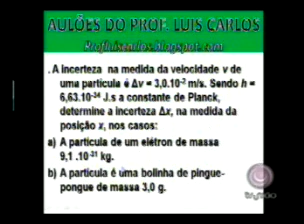 AULÕES DO PROF. LUIS CARLOS
Profluiscarlos.blogspot.com
. A incerteza na medida da velocidade v de
uma partícula é Δv = 3,0.10⁻² m/s. Sendo h =
6,63.10⁻³⁴ J.s a constante de Planck,
determine a incerteza Δx, na medida da
posição x, nos casos:
a) A partícula de um elétron de massa
9,1 .10⁻³¹ kg.
b) A partícula é uma bolinha de pingue-
pongue de massa 3,0 g.